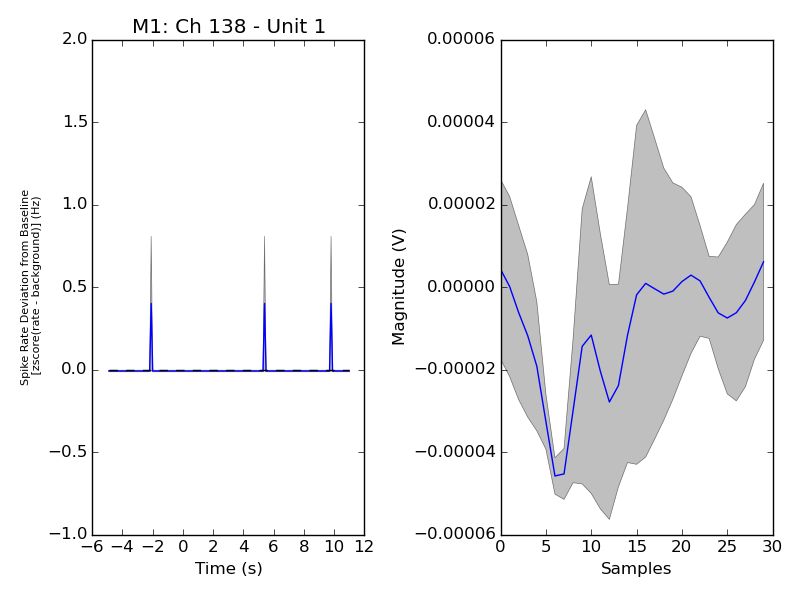 M1: Ch 138 - Unit 1
2.0
1.5
1.0
0.5
0.0
−0.5
−1.0
−6 −4 −2 0 2 4 6 8 10 12
Time (s)
Spike Rate Deviation from Baseline
[zscore(rate - background)] (Hz)
0.00006
0.00004
0.00002
0.00000
−0.00002
−0.00004
−0.00006
0 5 10 15 20 25 30
Samples
Magnitude (V)